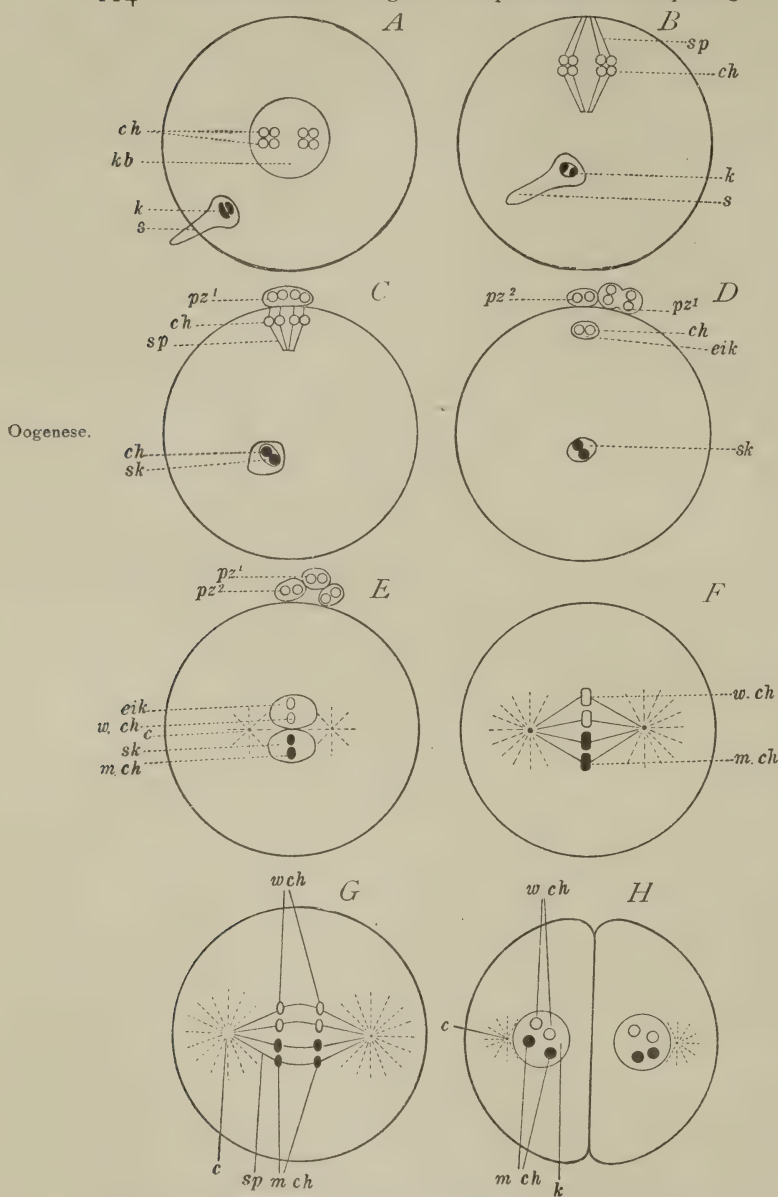 A
B
sp
ch
ch
kb
k
k
s
s
C
D
pz¹
pz²
pz¹
ch
ch
sp
eik
Oogenese.
ch
sk
sk
E
F
pz¹
pz²
eik
w. ch
w. ch
c
sk
m. ch
m. ch
G
H
w ch
w ch
c
c
sp
m ch
m ch
k